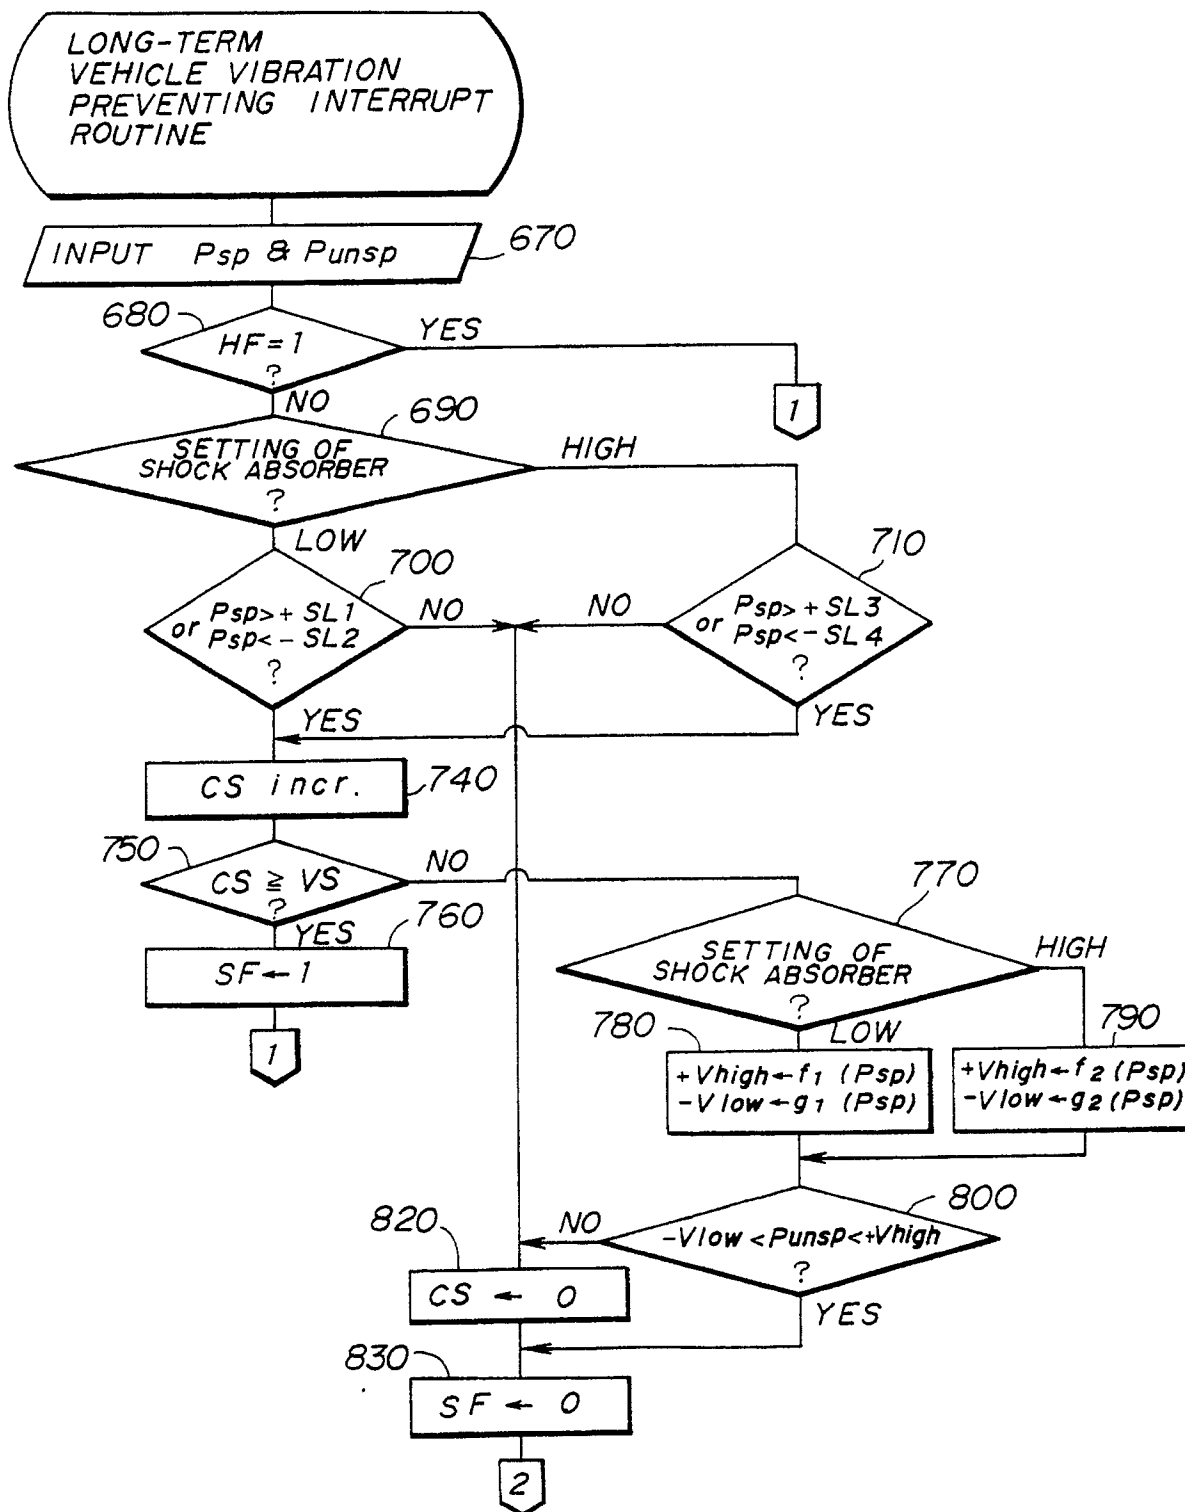 LONG-TERM
VEHICLE VIBRATION
PREVENTING INTERRUPT
ROUTINE
INPUT Psp & Punsp
670
680
HF=1
?
YES
1
NO
690
SETTING OF
SHOCK ABSORBER
?
HIGH
LOW
700
Psp>+SL1
or Psp<-SL2
?
NO
NO
710
Psp>+SL3
or Psp<-SL4
?
YES
YES
CS incr.
740
750
CS ≧ VS
?
NO
YES
760
SF←1
1
770
SETTING OF
SHOCK ABSORBER
?
HIGH
LOW
780
+Vhigh←f1 (Psp)
-Vlow←g1 (Psp)
790
+Vhigh←f2 (Psp)
-Vlow←g2 (Psp)
800
-Vlow<Punsp<+Vhigh
?
NO
YES
820
CS ← 0
830
SF ← 0
2